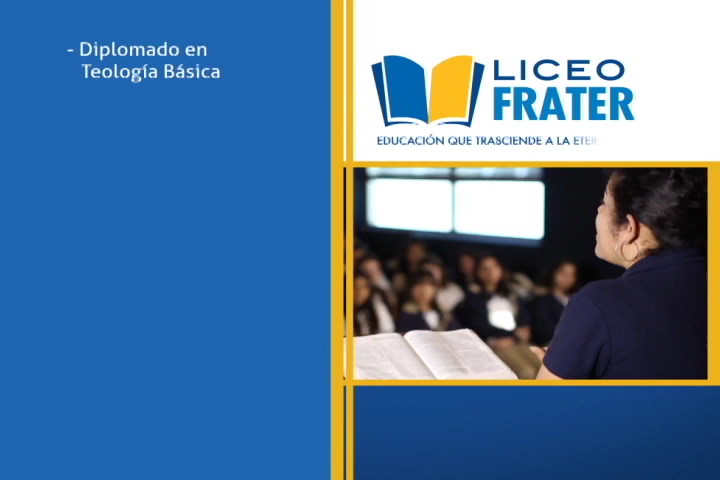 - Diplomado en
Teología Básica
LICEO
FRATER
EDUCACIÓN QUE TRASCIENDE A LA ETER